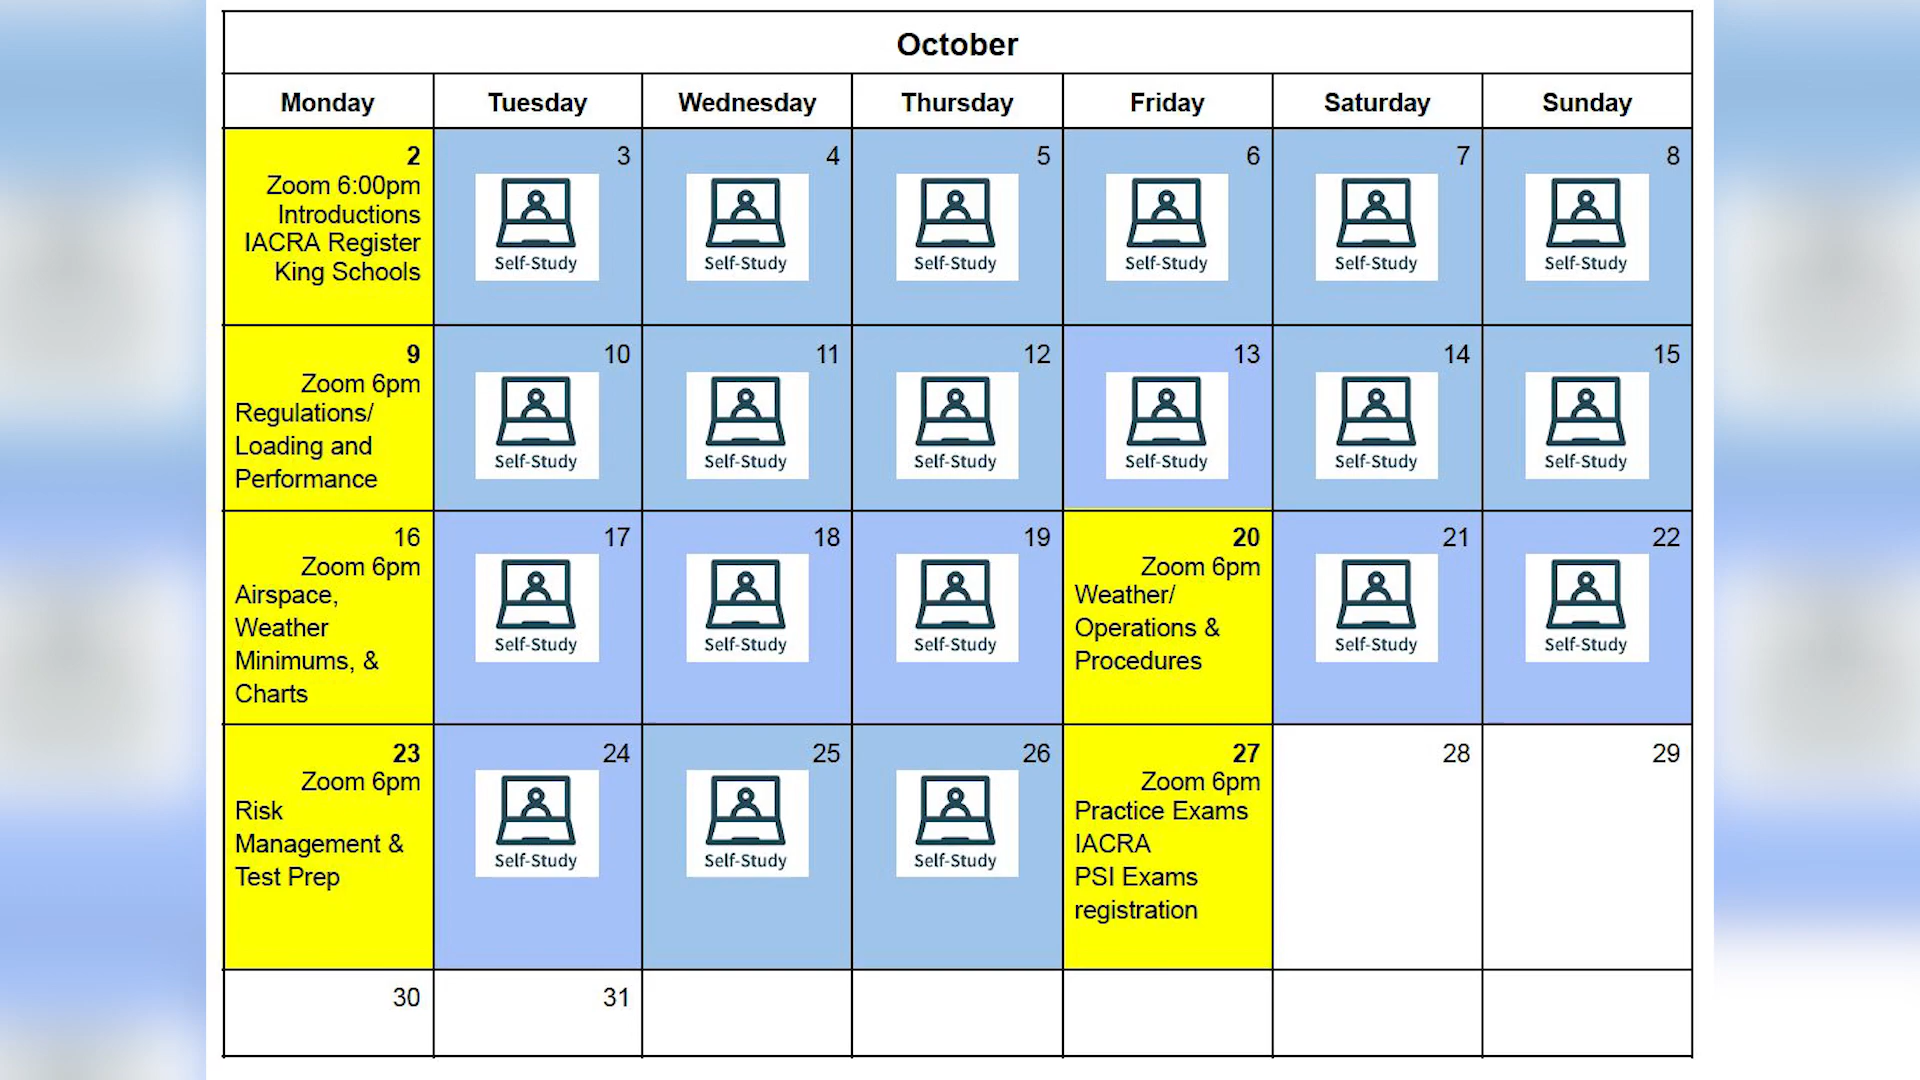 October
Monday Tuesday Wednesday Thursday Friday Saturday Sunday
2
Zoom 6:00pm
Introductions
IACRA Register
King Schools
3
Self-Study
4
Self-Study
5
Self-Study
6
Self-Study
7
Self-Study
8
Self-Study
9
Zoom 6pm
Regulations/
Loading and
Performance
10
Self-Study
11
Self-Study
12
Self-Study
13
Self-Study
14
Self-Study
15
Self-Study
16
Zoom 6pm
Airspace,
Weather
Minimums, &
Charts
17
Self-Study
18
Self-Study
19
Self-Study
20
Zoom 6pm
Weather/
Operations &
Procedures
21
Self-Study
22
Self-Study
23
Zoom 6pm
Risk
Management &
Test Prep
24
Self-Study
25
Self-Study
26
Self-Study
27
Zoom 6pm
Practice Exams
IACRA
PSI Exams
registration
28
29
30
31